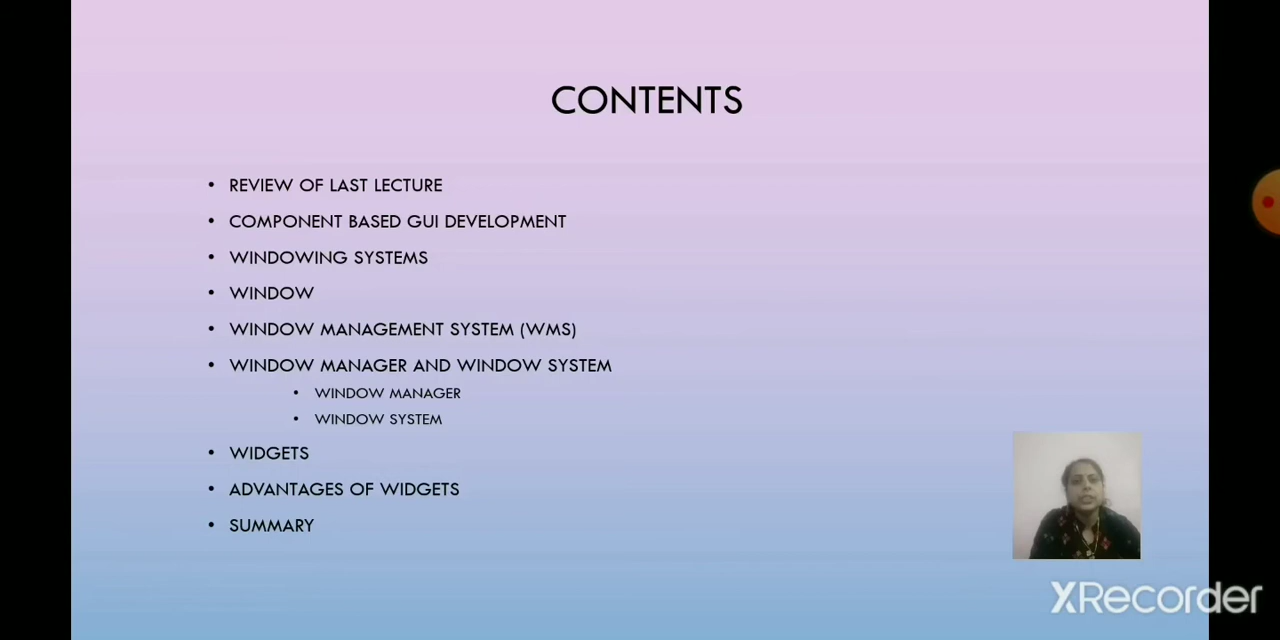 CONTENTS
• REVIEW OF LAST LECTURE
• COMPONENT BASED GUI DEVELOPMENT
• WINDOWING SYSTEMS
• WINDOW
• WINDOW MANAGEMENT SYSTEM (WMS)
• WINDOW MANAGER AND WINDOW SYSTEM
• WINDOW MANAGER
• WINDOW SYSTEM
• WIDGETS
• ADVANTAGES OF WIDGETS
• SUMMARY
XRecorder